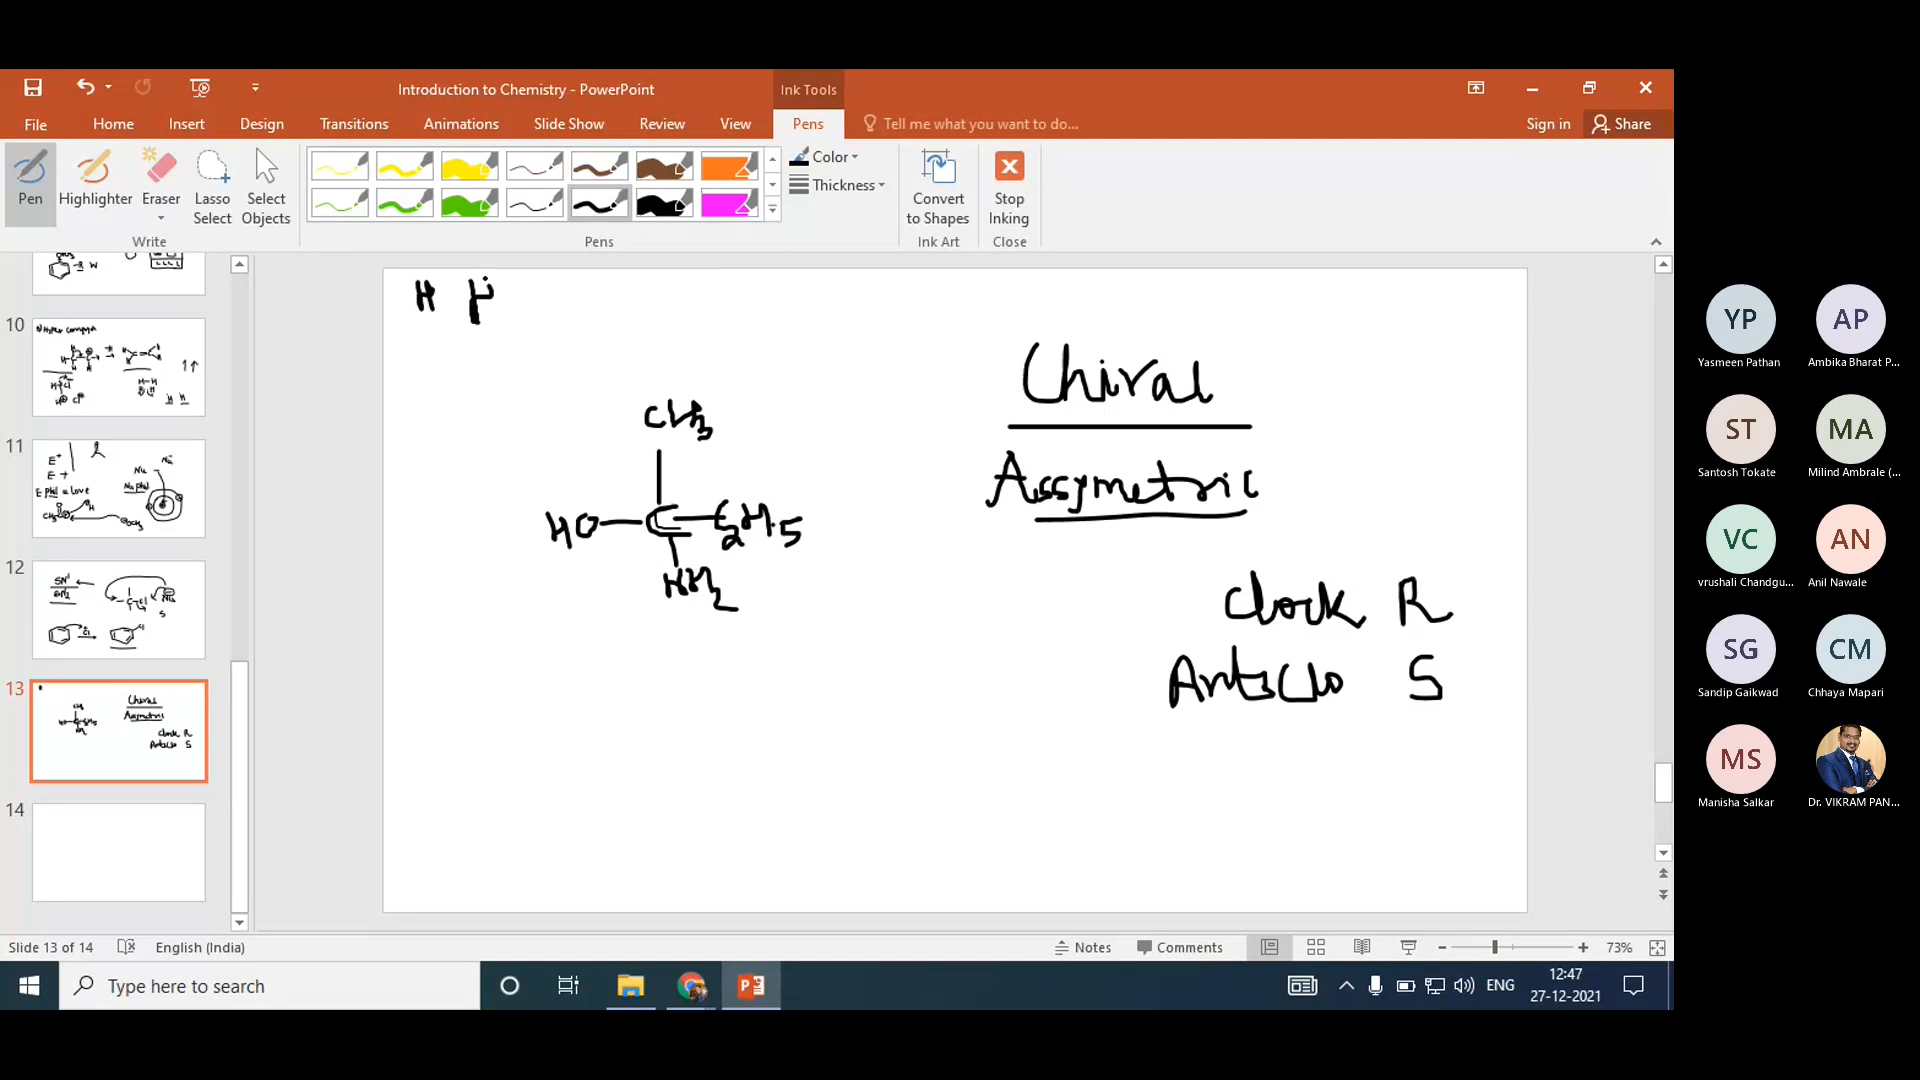 Introduction to Chemistry - PowerPoint
Ink Tools
File Home Insert Design Transitions Animations Slide Show Review View Pens Tell me what you want to do... Sign in Share
Pen Highlighter Eraser Lasso Select Select Objects
Color Thickness
Convert to Shapes
Stop Inking
Write Pens Ink Art Close
10
11
12
13
14
H
Chiral
CH3
Assymetric
HO C C2H5
NH2
Clock R
Anticlo S
YP AP
Yasmeen Pathan Ambika Bharat P...
ST MA
Santosh Tokate Milind Ambrale (...
VC AN
vrushali Chandgu... Anil Nawale
SG CM
Sandip Gaikwad Chhaya Mapari
MS
Manisha Salkar Dr. VIKRAM PAN...
Slide 13 of 14 English (India) Notes Comments 73%
Type here to search
ENG 12:47
27-12-2021